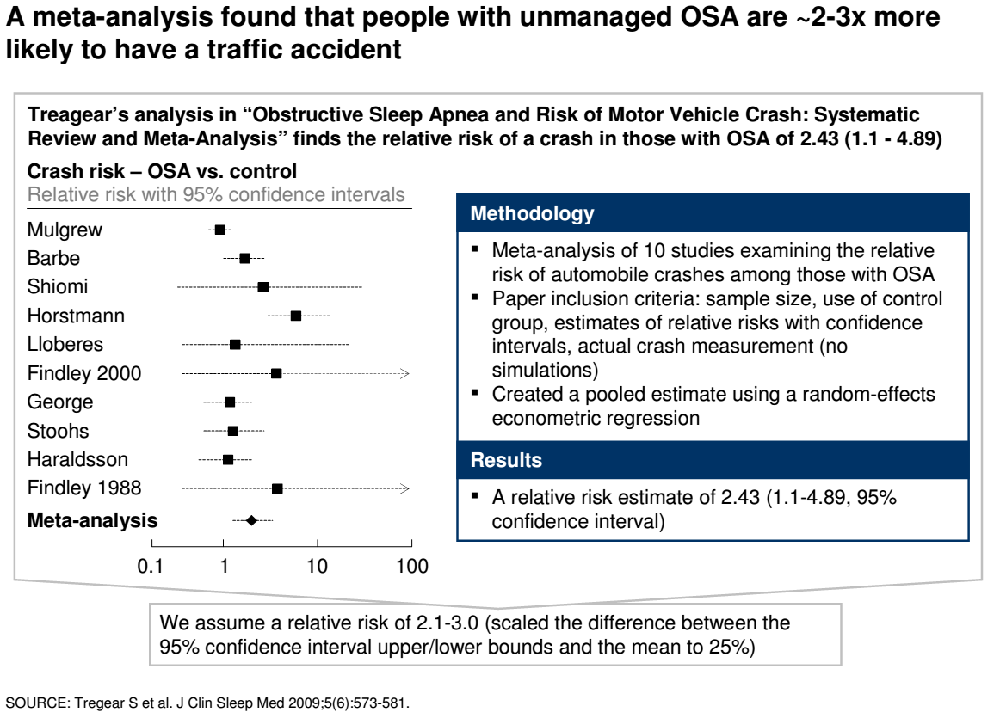 A meta-analysis found that people with unmanaged OSA are ~2-3x more
likely to have a traffic accident
Treagear’s analysis in “Obstructive Sleep Apnea and Risk of Motor Vehicle Crash: Systematic
Review and Meta-Analysis” finds the relative risk of a crash in those with OSA of 2.43 (1.1 - 4.89)
Crash risk – OSA vs. control
Relative risk with 95% confidence intervals
Mulgrew
Barbe
Shiomi
Horstmann
Lloberes
Findley 2000
George
Stoohs
Haraldsson
Findley 1988
Meta-analysis
0.1 1 10 100
Methodology
▪ Meta-analysis of 10 studies examining the relative
risk of automobile crashes among those with OSA
▪ Paper inclusion criteria: sample size, use of control
group, estimates of relative risks with confidence
intervals, actual crash measurement (no
simulations)
▪ Created a pooled estimate using a random-effects
econometric regression
Results
▪ A relative risk estimate of 2.43 (1.1-4.89, 95%
confidence interval)
We assume a relative risk of 2.1-3.0 (scaled the difference between the
95% confidence interval upper/lower bounds and the mean to 25%)
SOURCE: Tregear S et al. J Clin Sleep Med 2009;5(6):573-581.